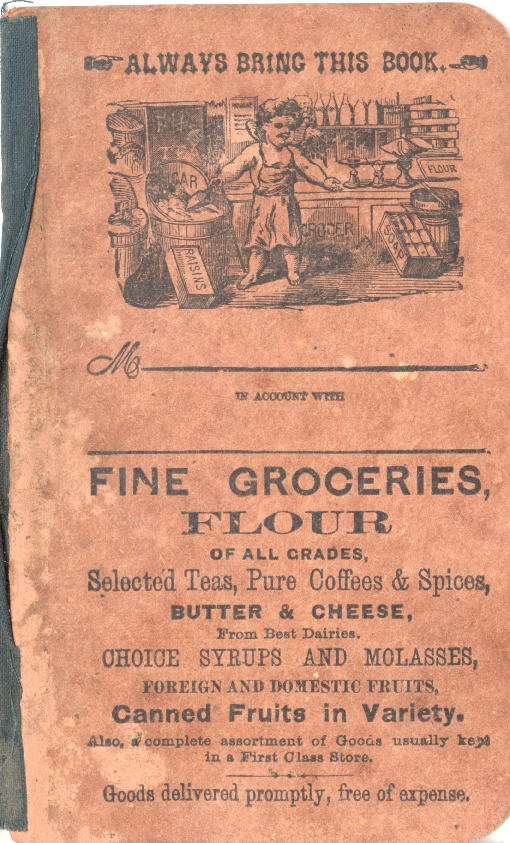 ALWAYS BRING THIS BOOK.
SUGAR
FLOUR
GROCER
SOAP
RAISINS
M
IN ACCOUNT WITH
FINE GROCERIES,
FLOUR
OF ALL GRADES,
Selected Teas, Pure Coffees & Spices,
BUTTER & CHEESE,
From Best Dairies.
CHOICE SYRUPS AND MOLASSES,
FOREIGN AND DOMESTIC FRUITS,
Canned Fruits in Variety.
Also, a complete assortment of Goods usually kept
in a First Class Store.
Goods delivered promptly, free of expense.